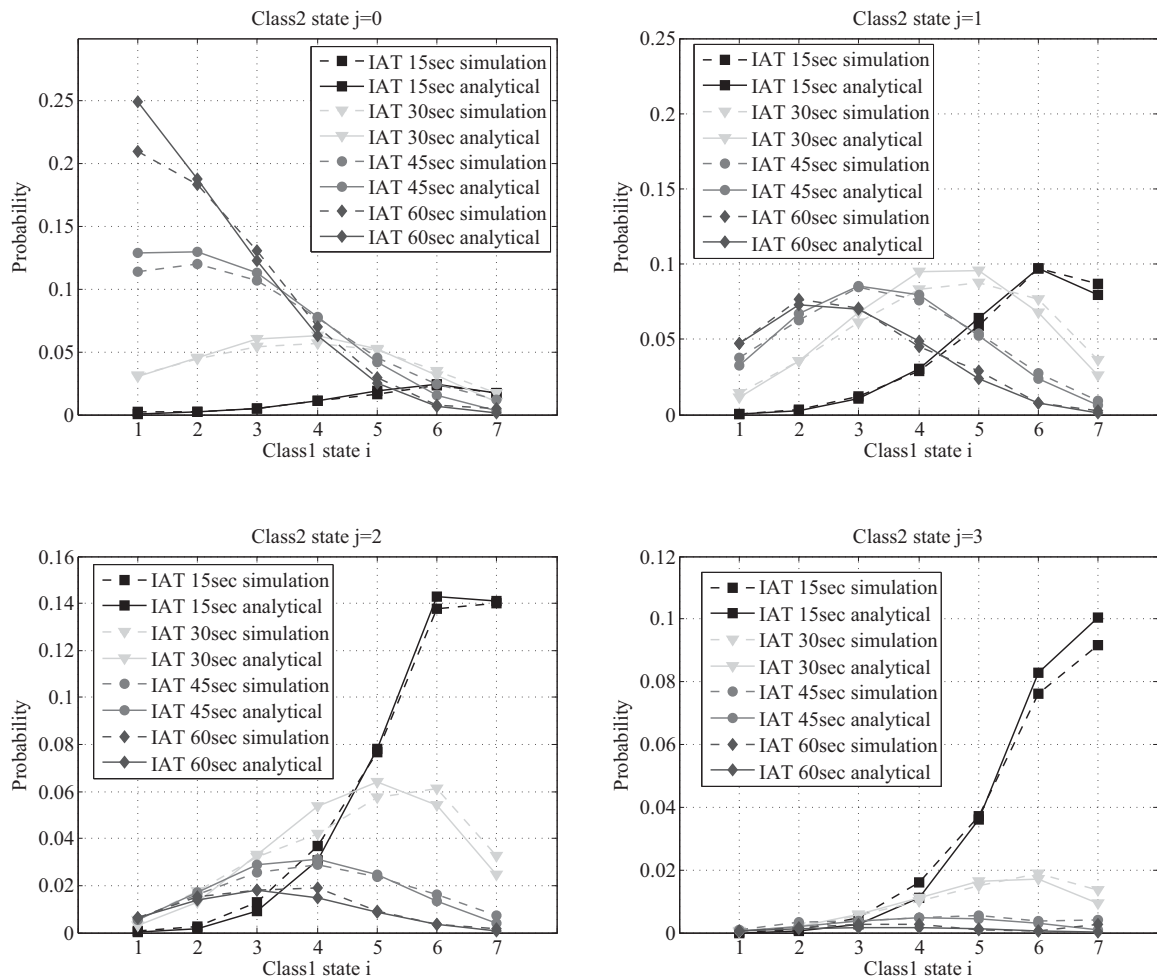 Class2 state j=0
0.25
0.2
0.15
0.1
0.05
0
Probability
IAT 15sec simulation
IAT 15sec analytical
IAT 30sec simulation
IAT 30sec analytical
IAT 45sec simulation
IAT 45sec analytical
IAT 60sec simulation
IAT 60sec analytical
1 2 3 4 5 6 7
Class1 state i
Class2 state j=1
0.25
0.2
0.15
0.1
0.05
0
Probability
IAT 15sec simulation
IAT 15sec analytical
IAT 30sec simulation
IAT 30sec analytical
IAT 45sec simulation
IAT 45sec analytical
IAT 60sec simulation
IAT 60sec analytical
1 2 3 4 5 6 7
Class1 state i
Class2 state j=2
0.16
0.14
0.12
0.1
0.08
0.06
0.04
0.02
0
Probability
IAT 15sec simulation
IAT 15sec analytical
IAT 30sec simulation
IAT 30sec analytical
IAT 45sec simulation
IAT 45sec analytical
IAT 60sec simulation
IAT 60sec analytical
1 2 3 4 5 6 7
Class1 state i
Class2 state j=3
0.12
0.1
0.08
0.06
0.04
0.02
0
Probability
IAT 15sec simulation
IAT 15sec analytical
IAT 30sec simulation
IAT 30sec analytical
IAT 45sec simulation
IAT 45sec analytical
IAT 60sec simulation
IAT 60sec analytical
1 2 3 4 5 6 7
Class1 state i